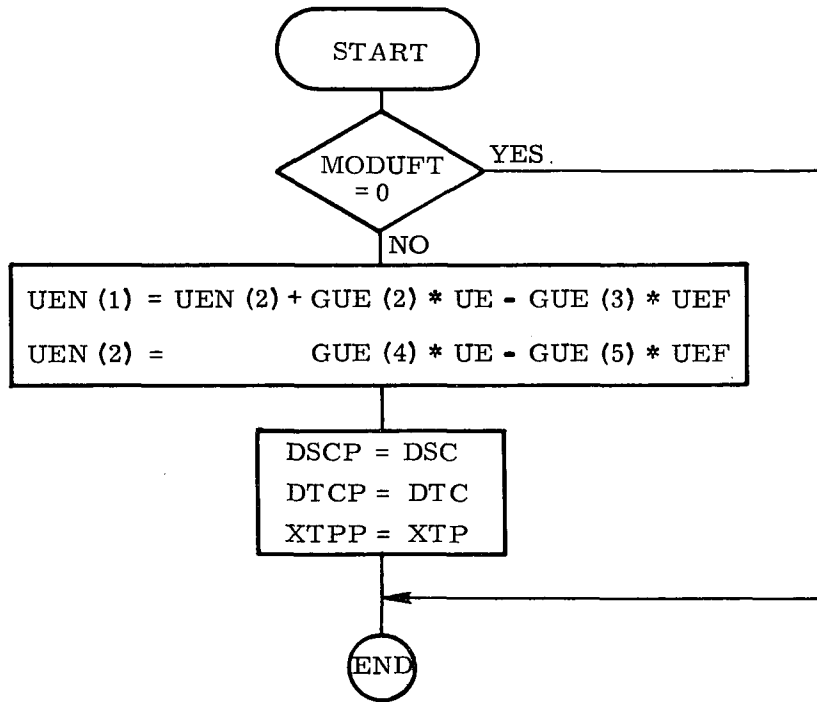 START
MODUFT
= 0
YES
NO
UEN (1) = UEN (2) + GUE (2) * UE - GUE (3) * UEF
UEN (2) = GUE (4) * UE - GUE (5) * UEF
DSCP = DSC
DTCP = DTC
XTPP = XTP
END